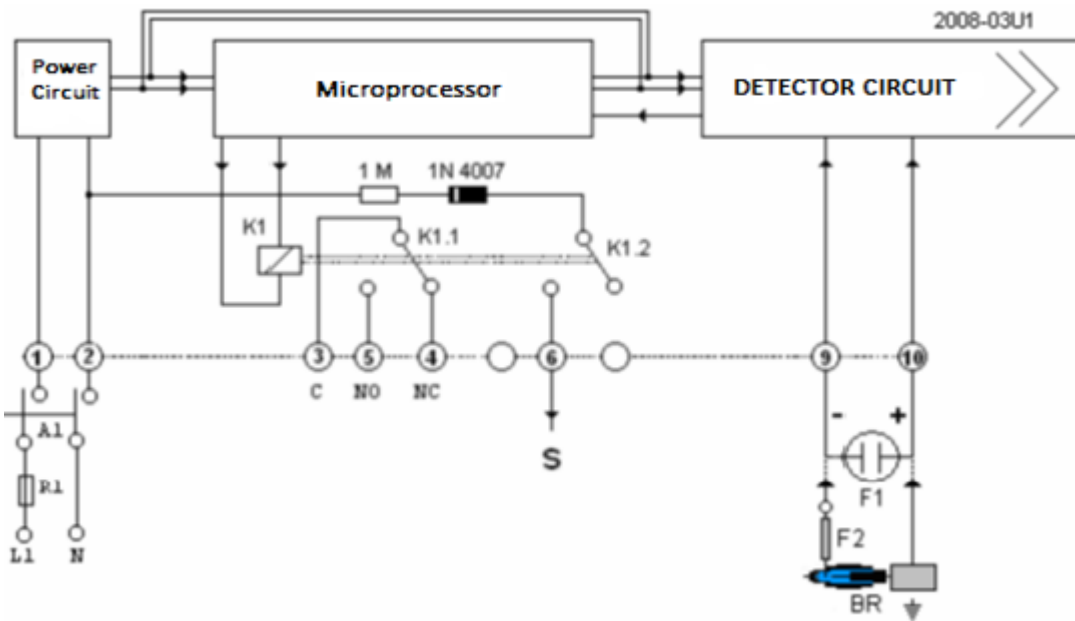 2008-03U1
Power
Circuit
Microprocessor
DETECTOR CIRCUIT
1 M
1N 4007
K1
K1.1
K1.2
1
2
3
5
4
6
9
10
C
NO
NC
-
+
A1
S
F1
R1
F2
L1
N
BR